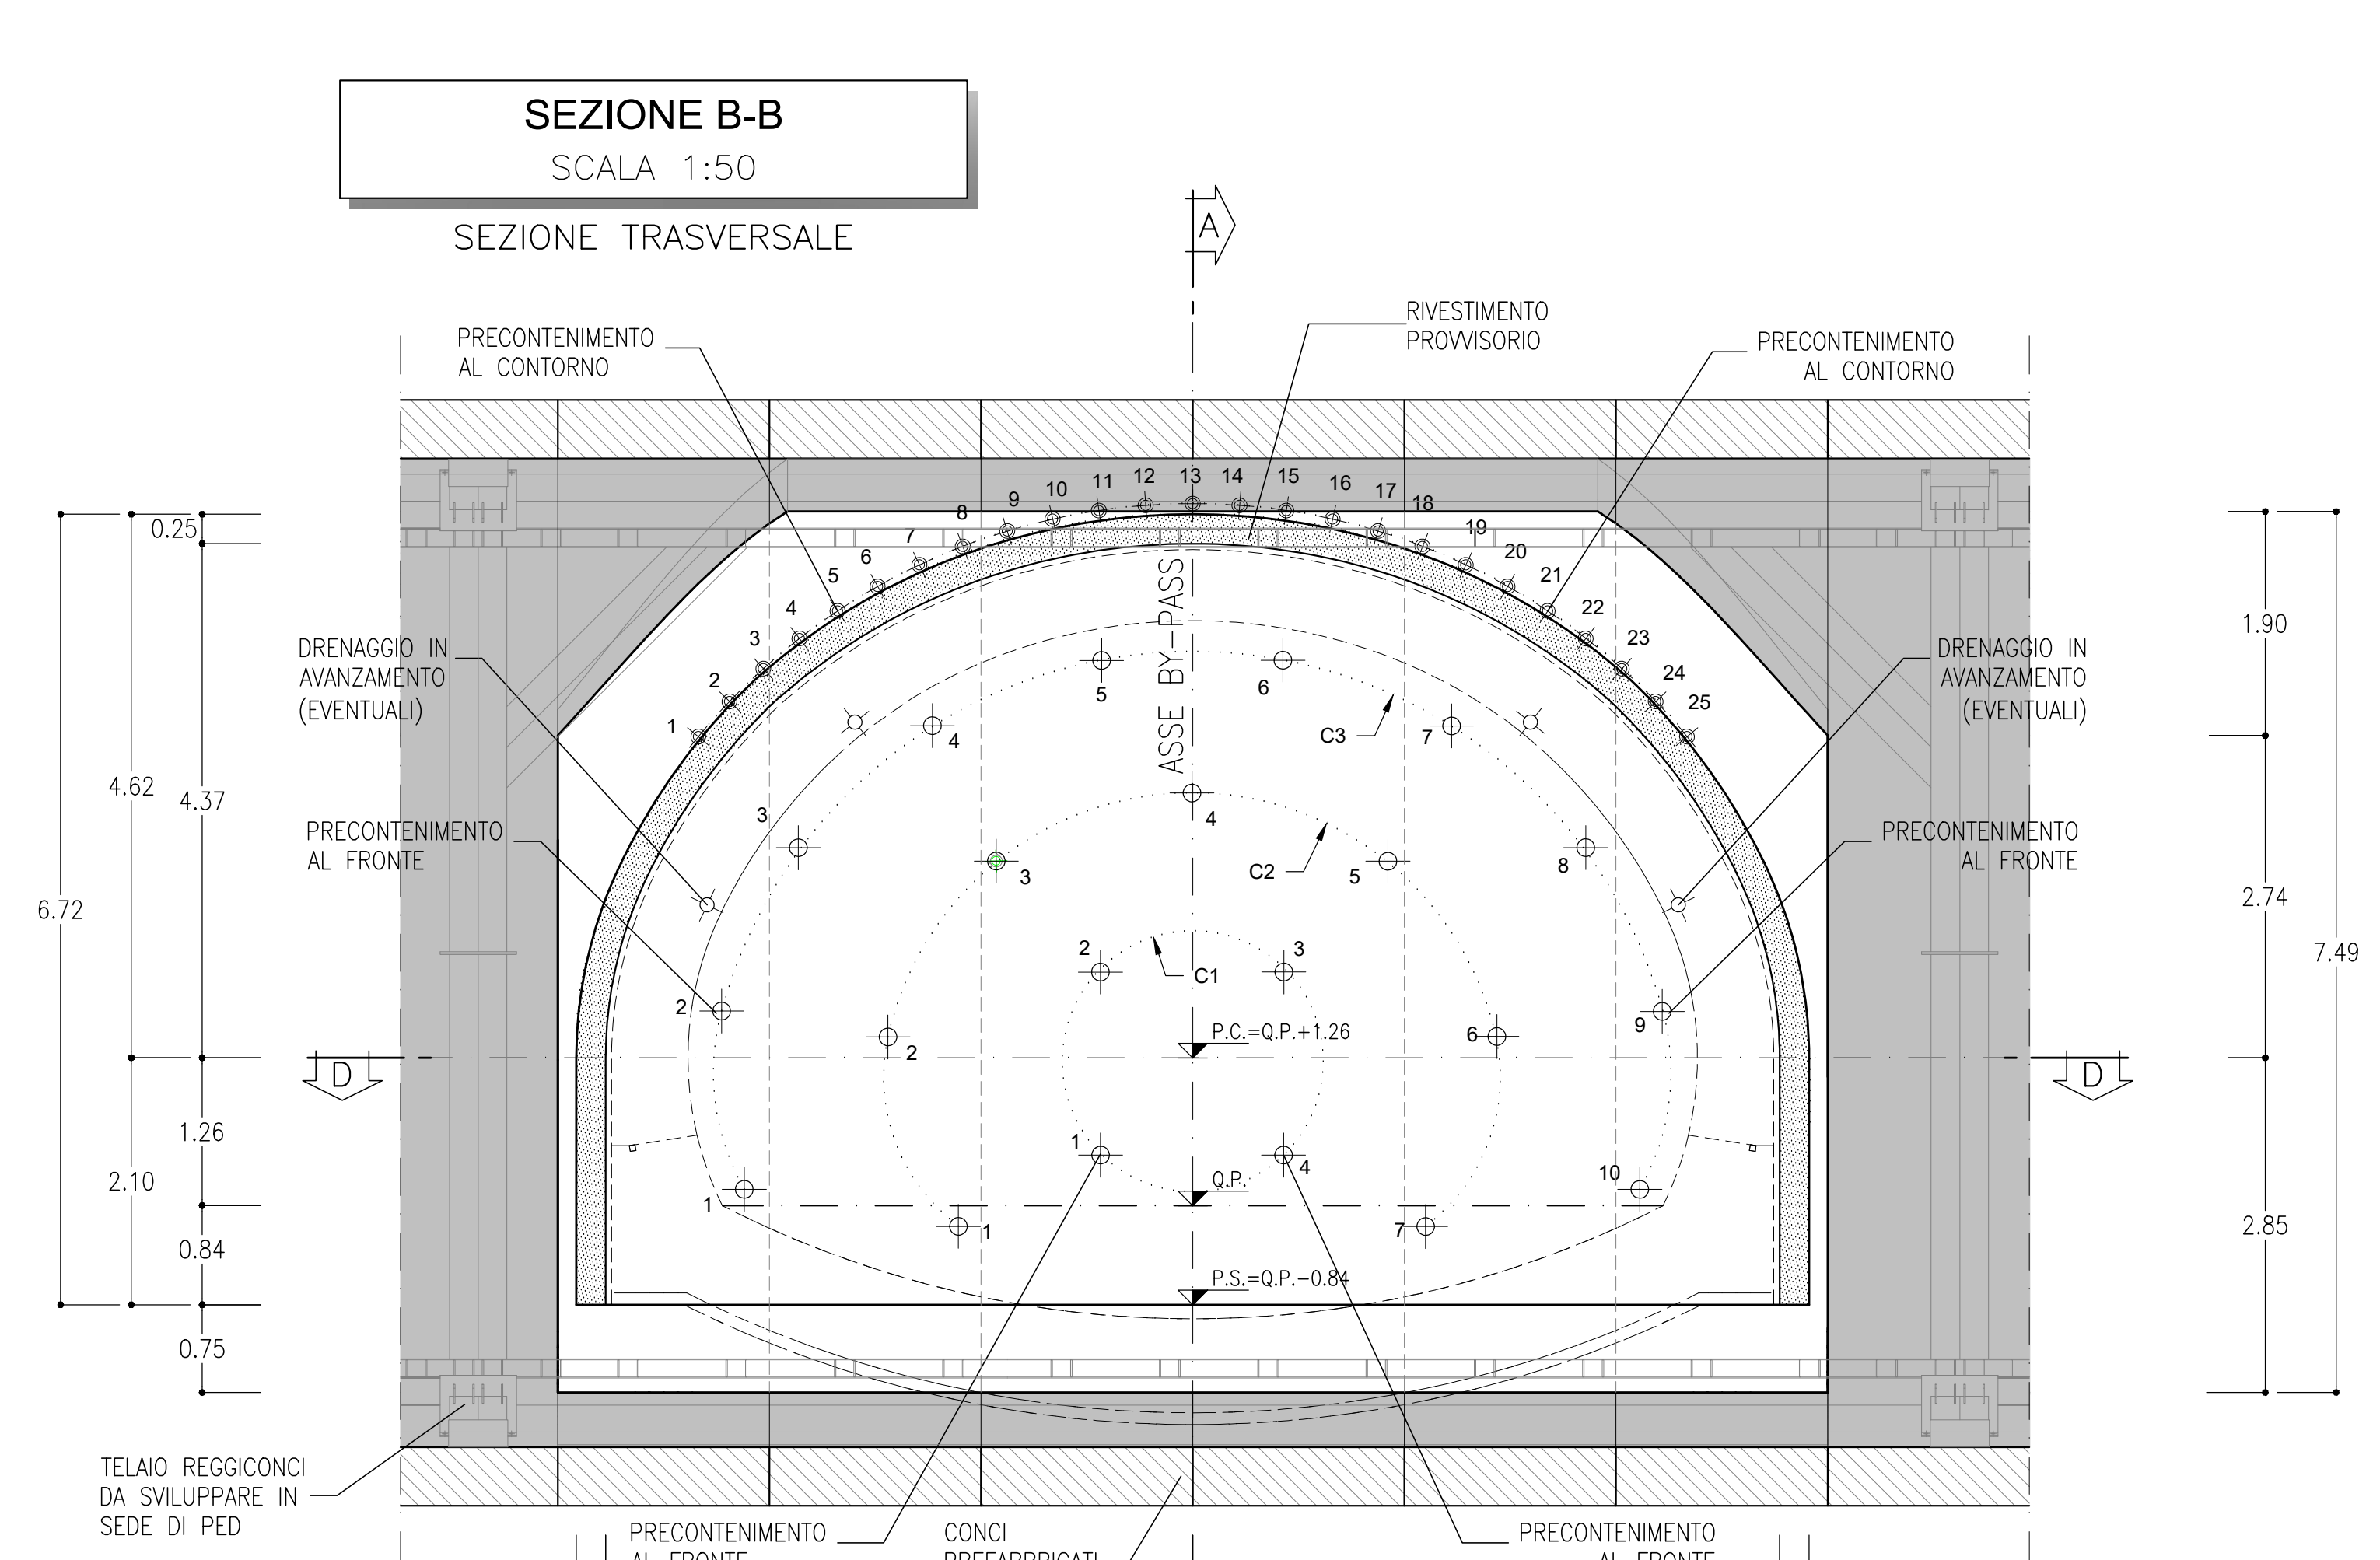 SEZIONE B-B
SCALA 1:50
SEZIONE TRASVERSALE
A
RIVESTIMENTO
PROVVISORIO
PRECONTENIMENTO
AL CONTORNO
PRECONTENIMENTO
AL CONTORNO
1
2
3
4
5
6
7
8
9
10
11
12
13
14
15
16
17
18
19
20
21
22
23
24
25
0.25
4.62
4.37
6.72
1.26
2.10
0.84
0.75
1.90
2.74
7.49
2.85
DRENAGGIO IN
AVANZAMENTO
(EVENTUALI)
DRENAGGIO IN
AVANZAMENTO
(EVENTUALI)
PRECONTENIMENTO
AL FRONTE
PRECONTENIMENTO
AL FRONTE
ASSE BY-PASS
C3
1
2
3
4
5
6
7
8
9
10
C2
1
2
3
4
5
6
7
C1
1
2
3
4
P.C.=Q.P.+1.26
D
D
Q.P.
P.S.=Q.P.-0.84
TELAIO REGGICONCI
DA SVILUPPARE IN
SEDE DI PED
PRECONTENIMENTO
AL FRONTE
CONCI
PREFABBRICATI
PRECONTENIMENTO
AL FRONTE